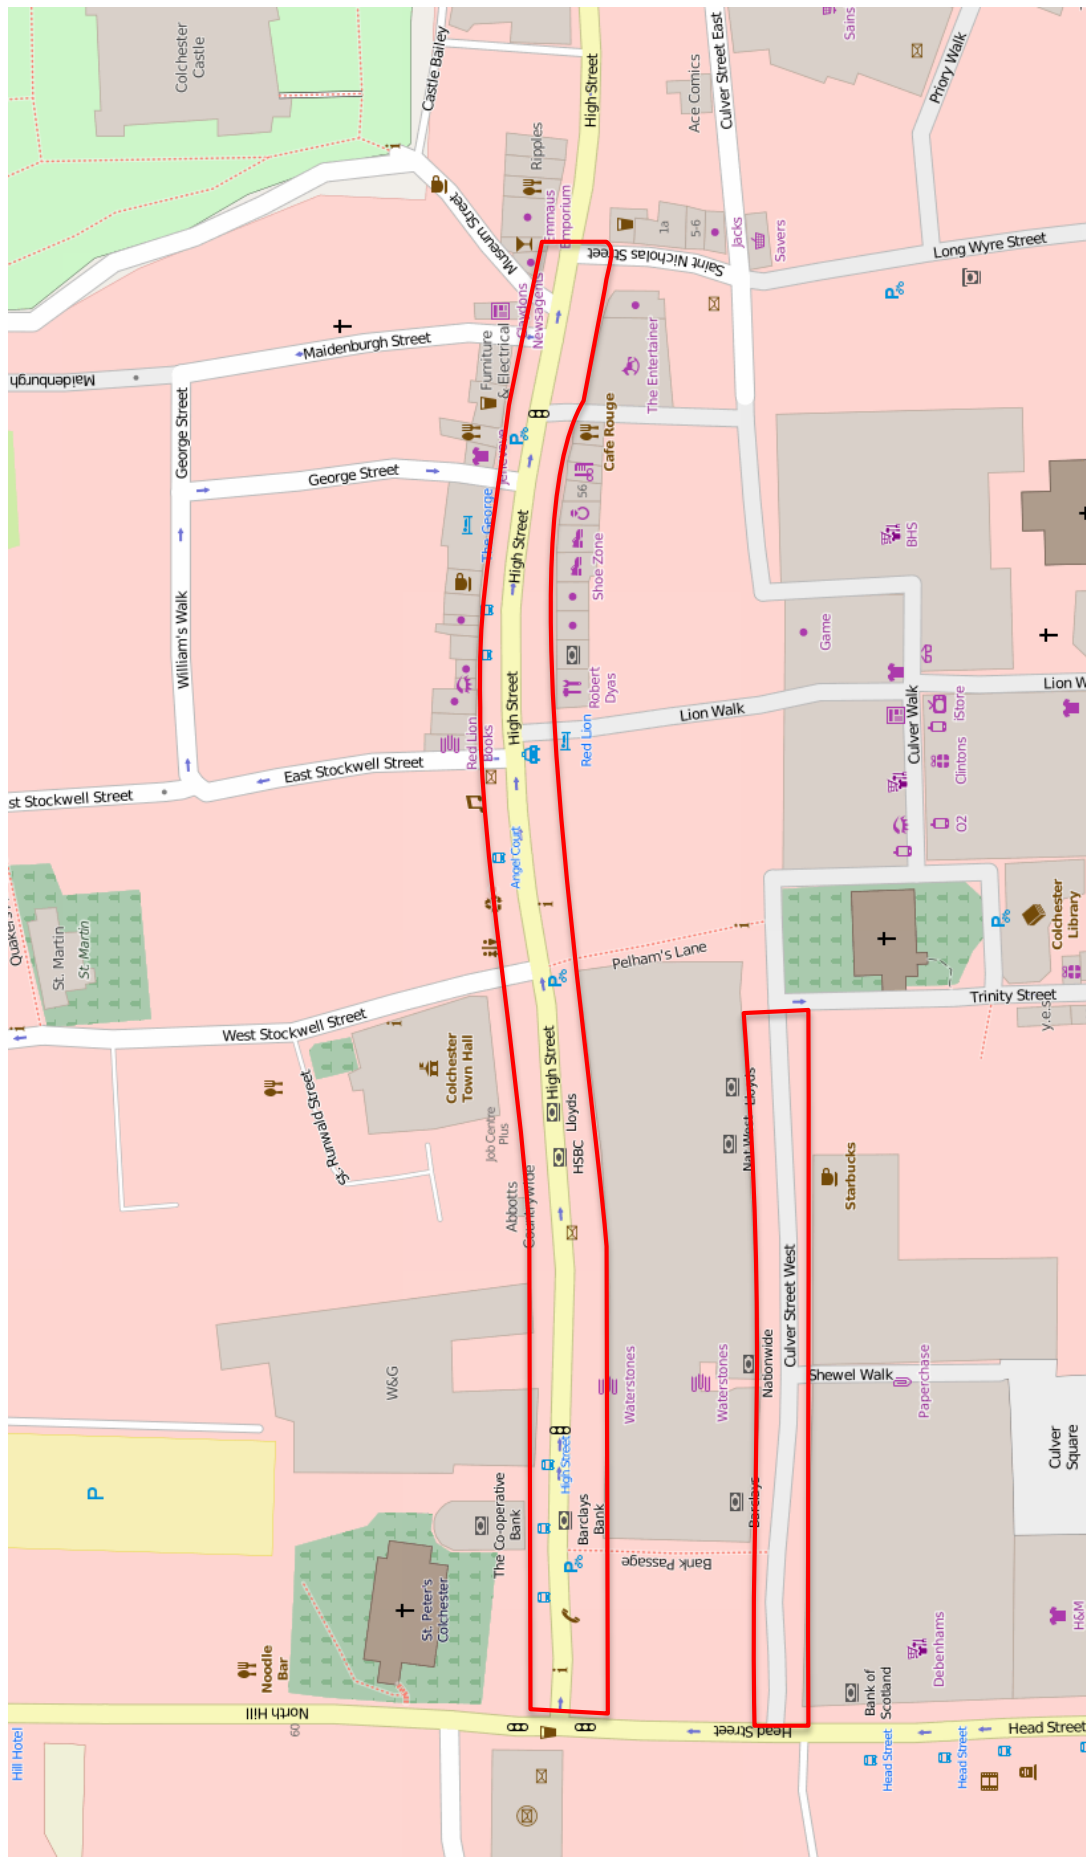 Colchester
Castle
Castle Bailey
High Street
Culver Street East
Sains
Priory Walk
Ace Comics
Ripples
Emmaus
Emporium
Museum Street
1a
5-6
Jacks
Savers
Saint Nicholas Street
Long Wyre Street
Claydons
Newsagents
Maidenburgh Street
Maidenburgh
Furniture
& Electrical
The Entertainer
Cafe Rouge
George Street
George Street
P
P
56
The George
High Street
Shoe Zone
BHS
Game
William's Walk
Robert
Dyas
High Street
Lion Walk
Lion W
Red Lion
Books
Red Lion
Culver Walk
iStore
Clintons
O2
East Stockwell Street
st Stockwell Street
Angel Court
Quakers
St. Martin
St. Martin
Pelham's Lane
P
P
Colchester
Library
Trinity Street
y.e.s
West Stockwell Street
St. Runwald Street
Colchester
Town Hall
Job Centre
Plus
High Street
Lloyds
HSBC
Abbotts
Countrywide
Nat West
Lloyds
Starbucks
Culver Street West
W&G
Waterstones
Waterstones
Nationwide
Shewel Walk
Paperchase
Culver
Square
High Street
P
The Co-operative
Bank
Barclays
Bank
Barclays
P
Bank Passage
St. Peter's
Colchester
Noodle
Bar
Debenhams
H&M
Bank of
Scotland
North Hill
60
Head Street
Head Street
Head Street
Head Street
Hill Hotel